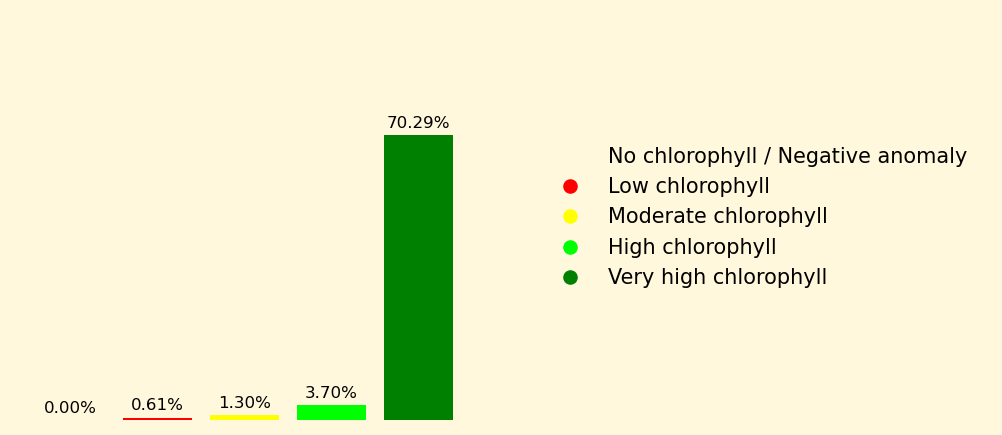 70.29%
3.70%
1.30%
0.61%
0.00%
No chlorophyll / Negative anomaly
Low chlorophyll
Moderate chlorophyll
High chlorophyll
Very high chlorophyll